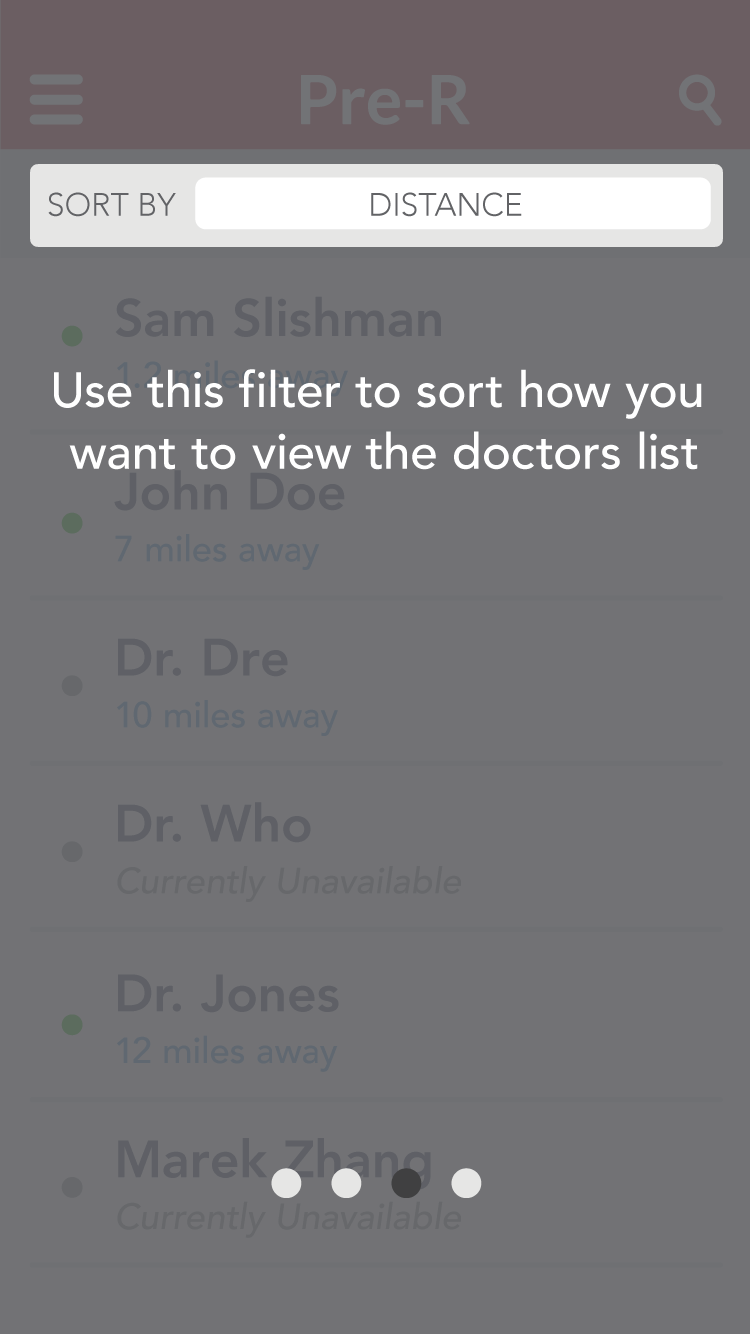 Pre-R
SORT BY DISTANCE
Sam Slishman
1.2 miles away
Use this filter to sort how you
want to view the doctors list
John Doe
7 miles away
Dr. Dre
10 miles away
Dr. Who
Currently Unavailable
Dr. Jones
12 miles away
Marek Zhang
Currently Unavailable